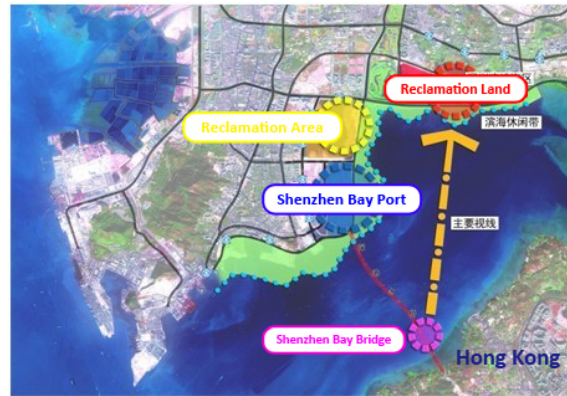 Reclamation Land
区
滨海休闲带
Reclamation Area
Shenzhen Bay Port
主要视线
Shenzhen Bay Bridge
Hong Kong